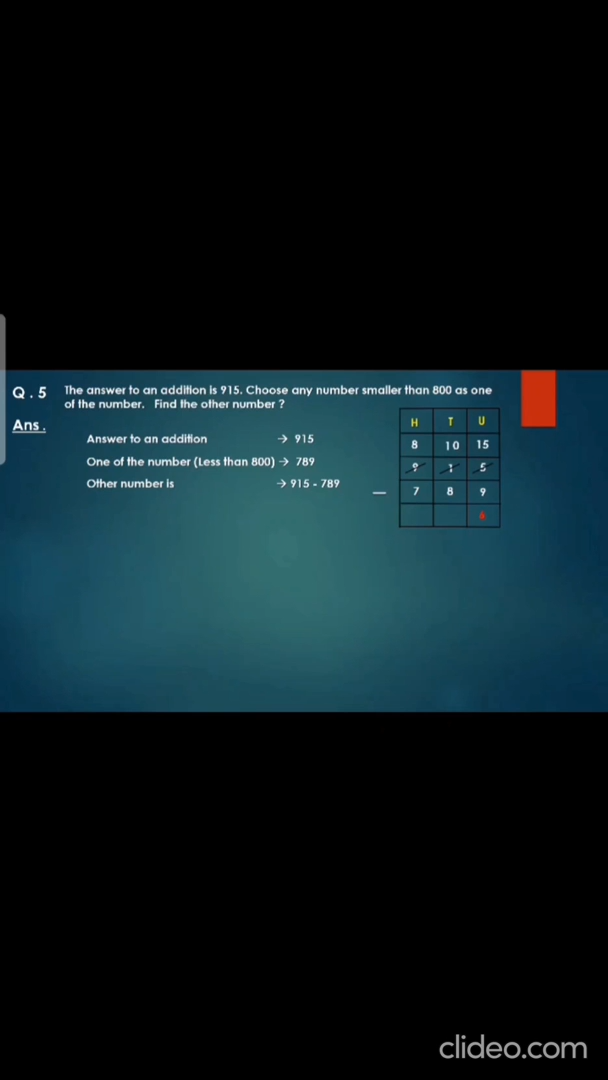 Q . 5 The answer to an addition is 915. Choose any number smaller than 800 as one
of the number. Find the other number ?
Ans .
H T U
Answer to an addition → 915
8 10 15
One of the number (Less than 800) → 789
9 1 5
Other number is → 915 - 789
— 7 8 9
6
clideo.com